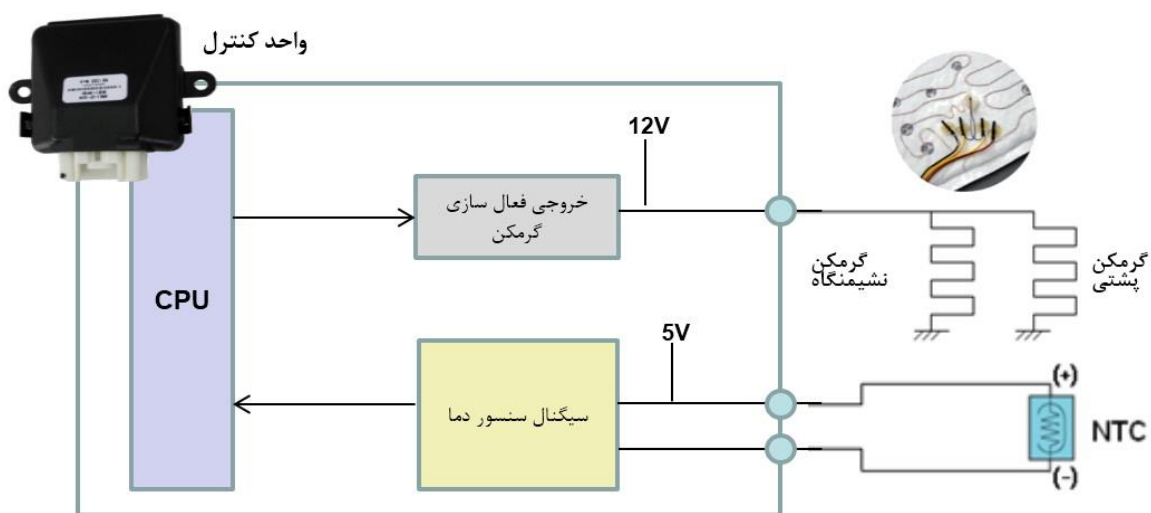 واحد کنترل
12V
خروجی فعال سازی
گرمکن
گرمکن
نشیمنگاه
گرمکن
پشتی
CPU
5V
سیگنال سنسور دما
(+)
NTC
(-)